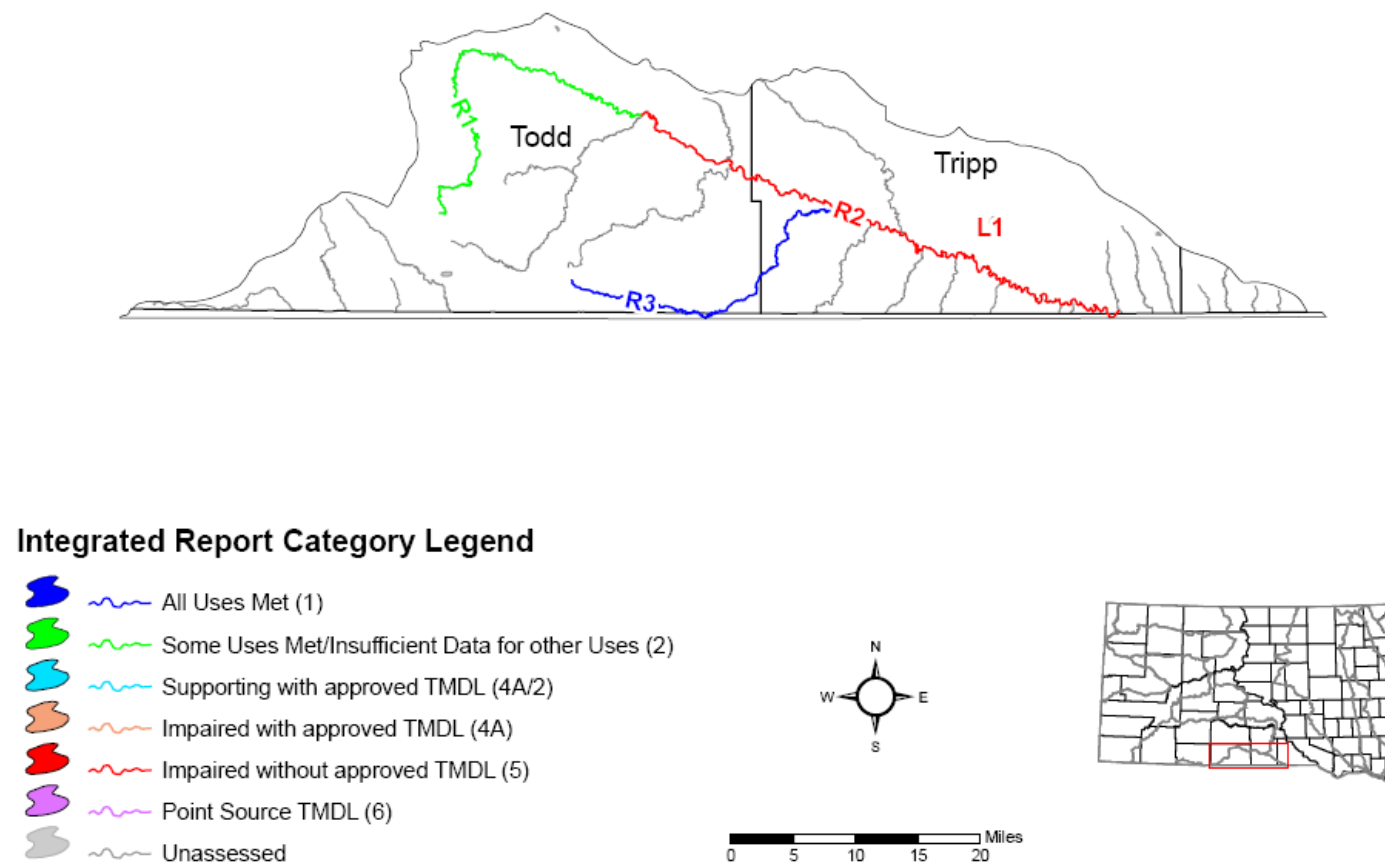 R1
Todd
Tripp
R2
L1
R3
Integrated Report Category Legend
All Uses Met (1)
Some Uses Met/Insufficient Data for other Uses (2)
Supporting with approved TMDL (4A/2)
Impaired with approved TMDL (4A)
Impaired without approved TMDL (5)
Point Source TMDL (6)
Unassessed
N
W E
S
Miles
0 5 10 15 20